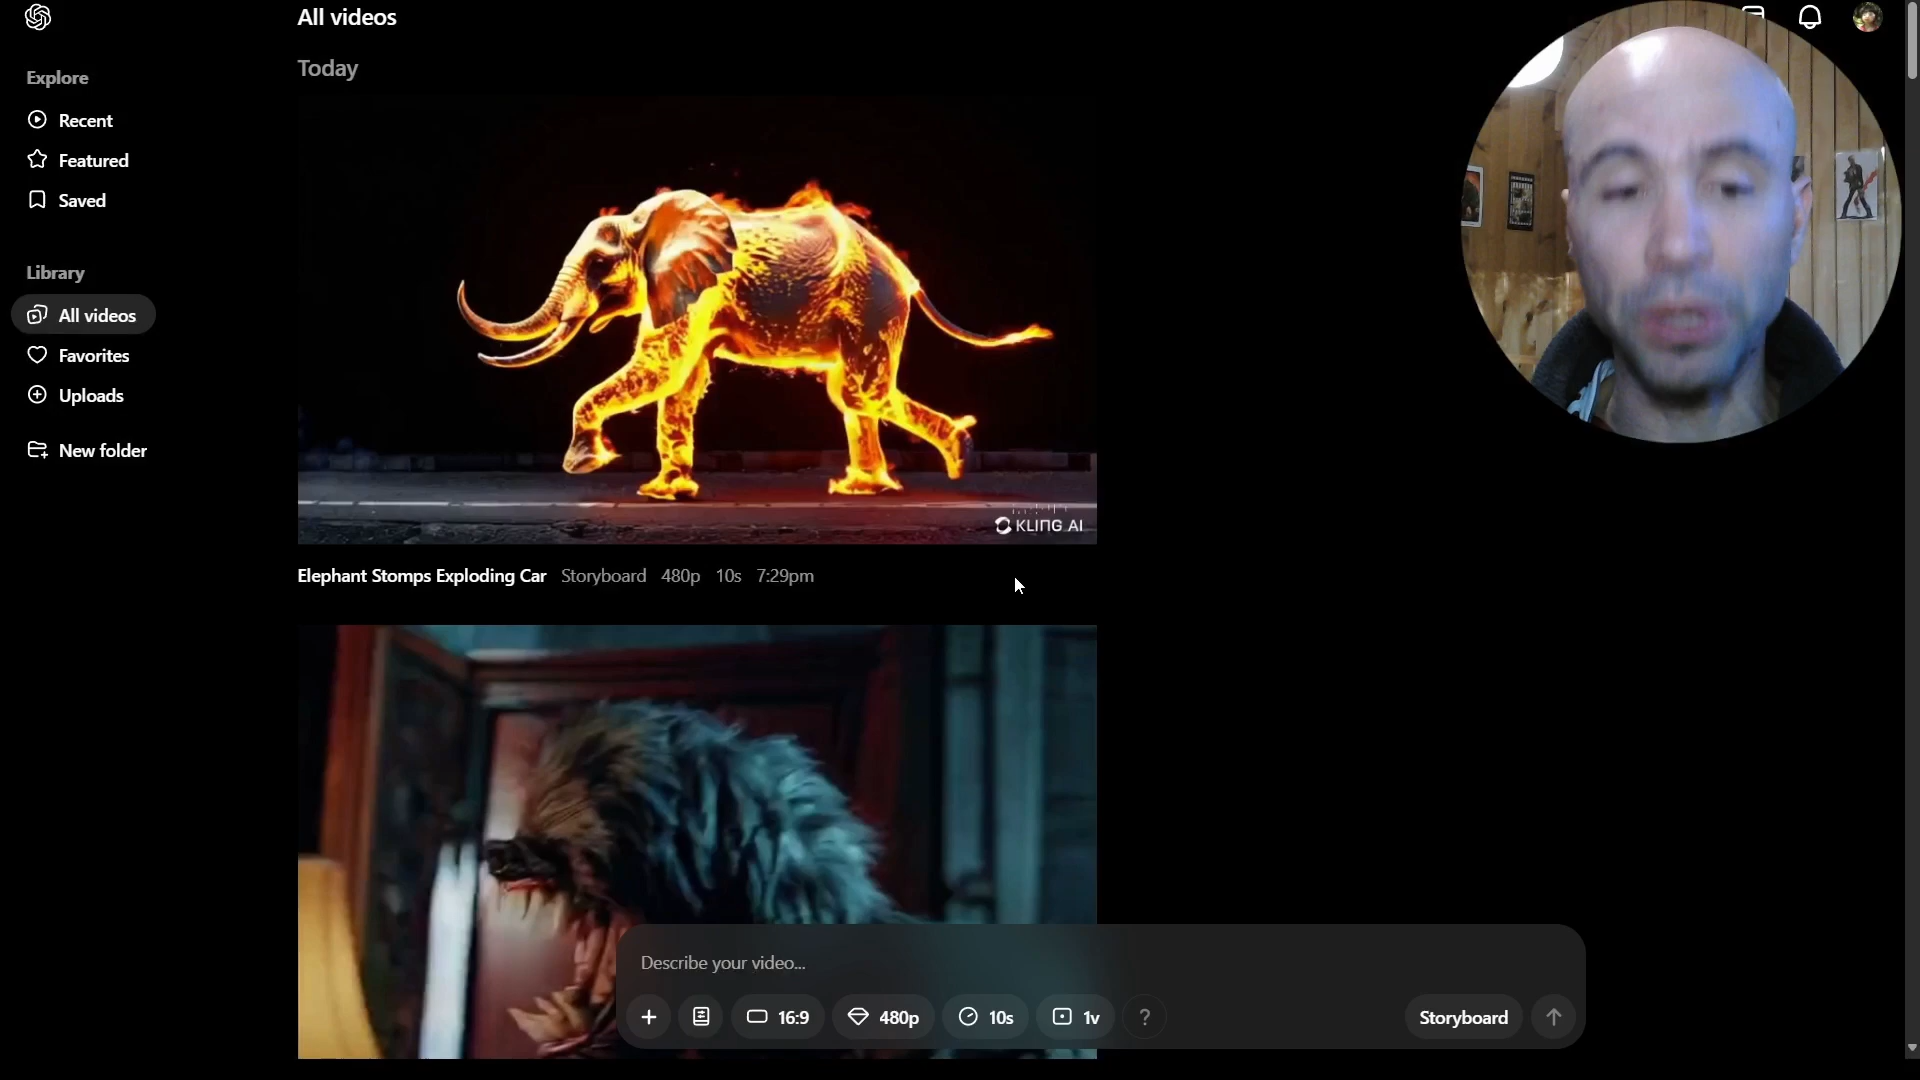 All videos
Today
Explore
Recent
Featured
Saved
Library
All videos
Favorites
Uploads
New folder
KLING AI
Elephant Stomps Exploding Car Storyboard 480p 10s 7:29pm
Describe your video...
+ 16:9 480p 10s 1v ? Storyboard